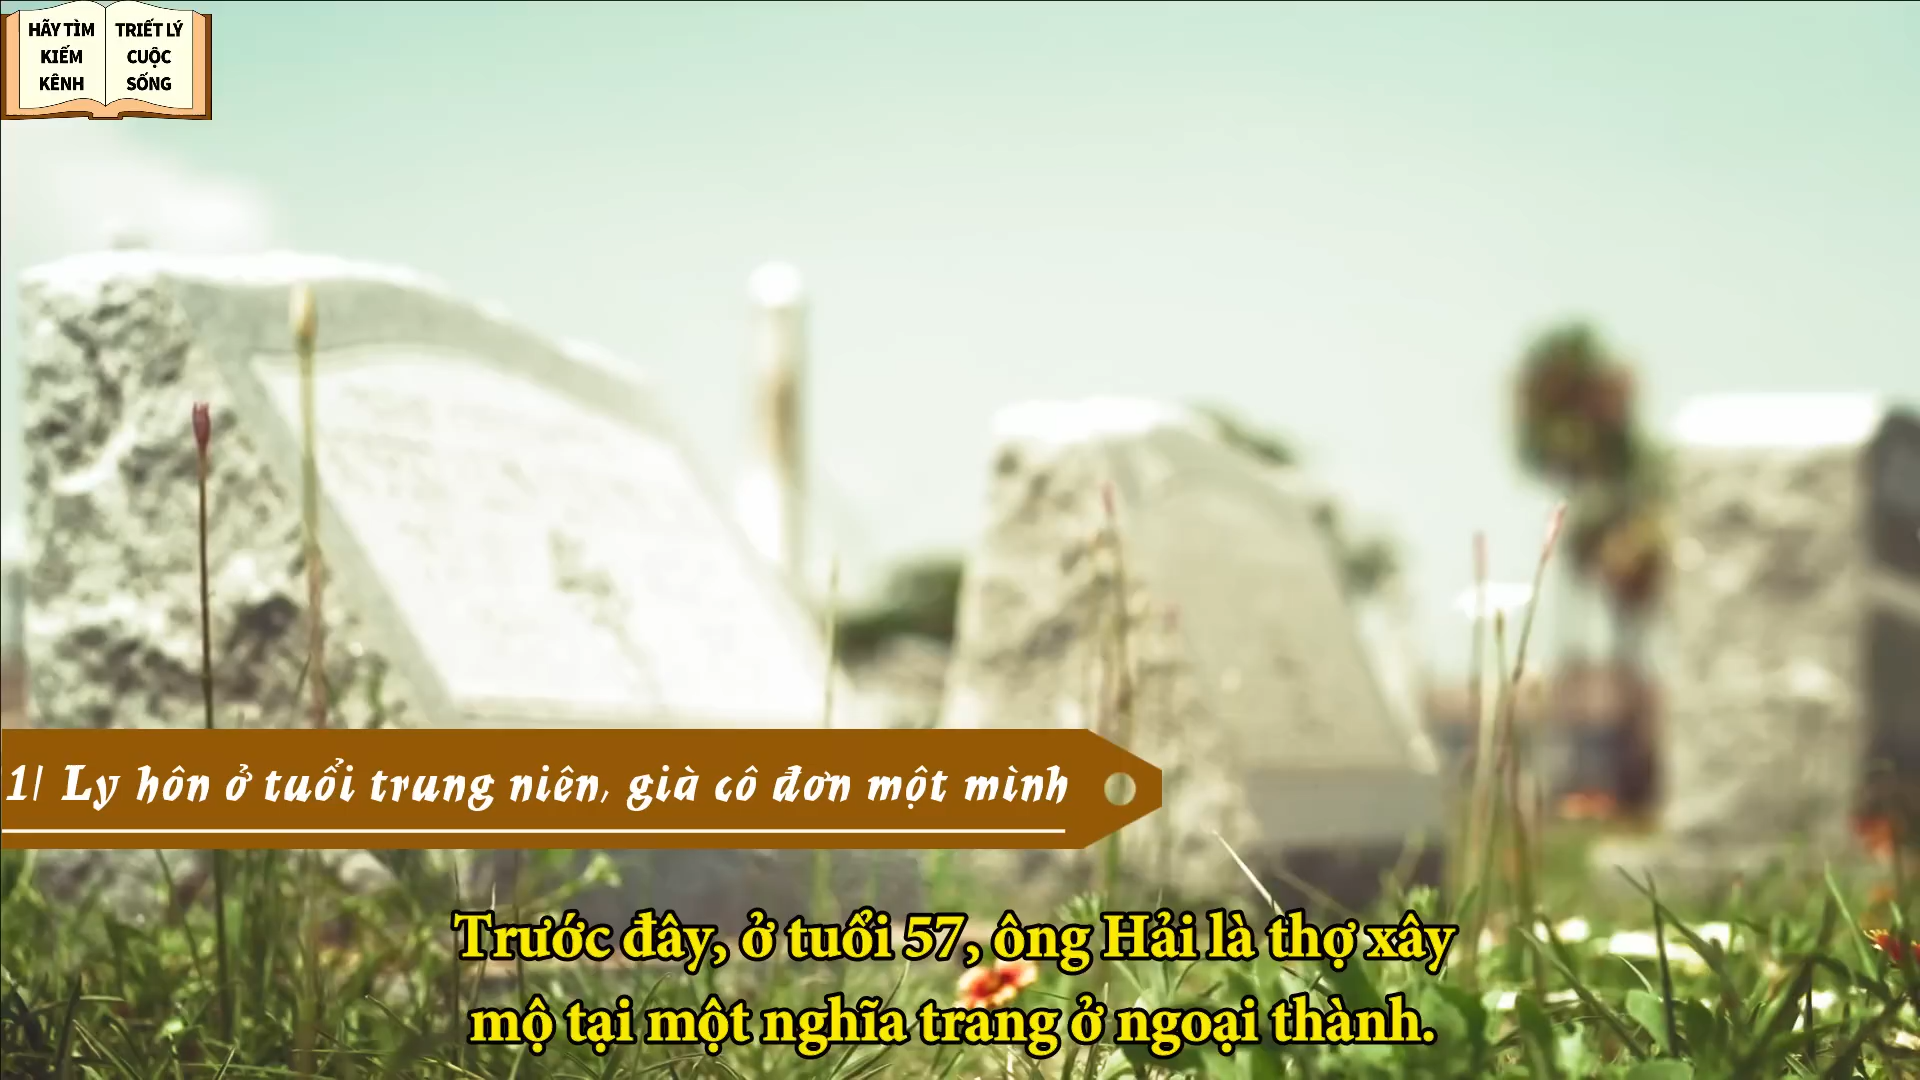 HÃY TÌM
KIẾM
KÊNH
TRIẾT LÝ
CUỘC
SỐNG
1/ Ly hôn ở tuổi trung niên, già cô đơn một mình
Trước đây, ở tuổi 57, ông Hải là thợ xây
mộ tại một nghĩa trang ở ngoại thành.